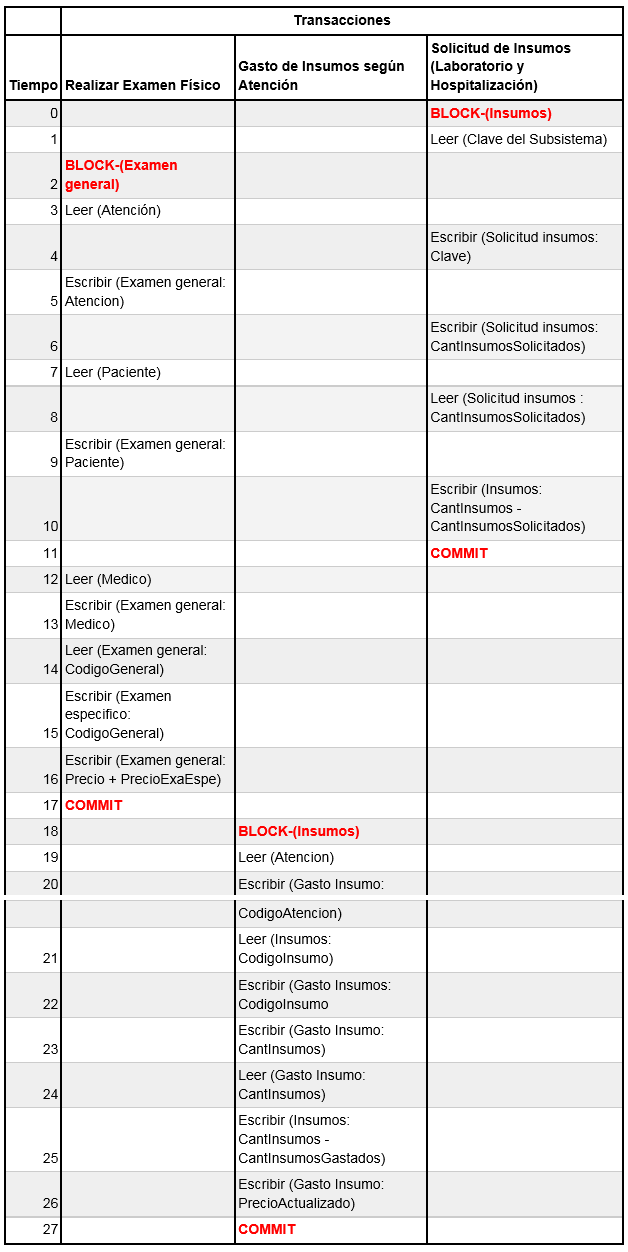 Transacciones
Tiempo
Realizar Examen Físico
Gasto de Insumos según
Atención
Solicitud de Insumos
(Laboratorio y
Hospitalización)
0
BLOCK-(Insumos)
1
Leer (Clave del Subsistema)
2
BLOCK-(Examen
general)
3
Leer (Atención)
4
Escribir (Solicitud insumos:
Clave)
5
Escribir (Examen general:
Atencion)
6
Escribir (Solicitud insumos:
CantInsumosSolicitados)
7
Leer (Paciente)
8
Leer (Solicitud insumos :
CantInsumosSolicitados)
9
Escribir (Examen general:
Paciente)
10
Escribir (Insumos:
CantInsumos -
CantInsumosSolicitados)
11
COMMIT
12
Leer (Medico)
13
Escribir (Examen general:
Medico)
14
Leer (Examen general:
CodigoGeneral)
15
Escribir (Examen
especifico:
CodigoGeneral)
16
Escribir (Examen general:
Precio + PrecioExaEspe)
17
COMMIT
18
BLOCK-(Insumos)
19
Leer (Atencion)
20
Escribir (Gasto Insumo:
CodigoAtencion)
21
Leer (Insumos:
CodigoInsumo)
22
Escribir (Gasto Insumos:
CodigoInsumo
23
Escribir (Gasto Insumo:
CantInsumos)
24
Leer (Gasto Insumo:
CantInsumos)
25
Escribir (Insumos:
CantInsumos -
CantInsumosGastados)
26
Escribir (Gasto Insumo:
PrecioActualizado)
27
COMMIT